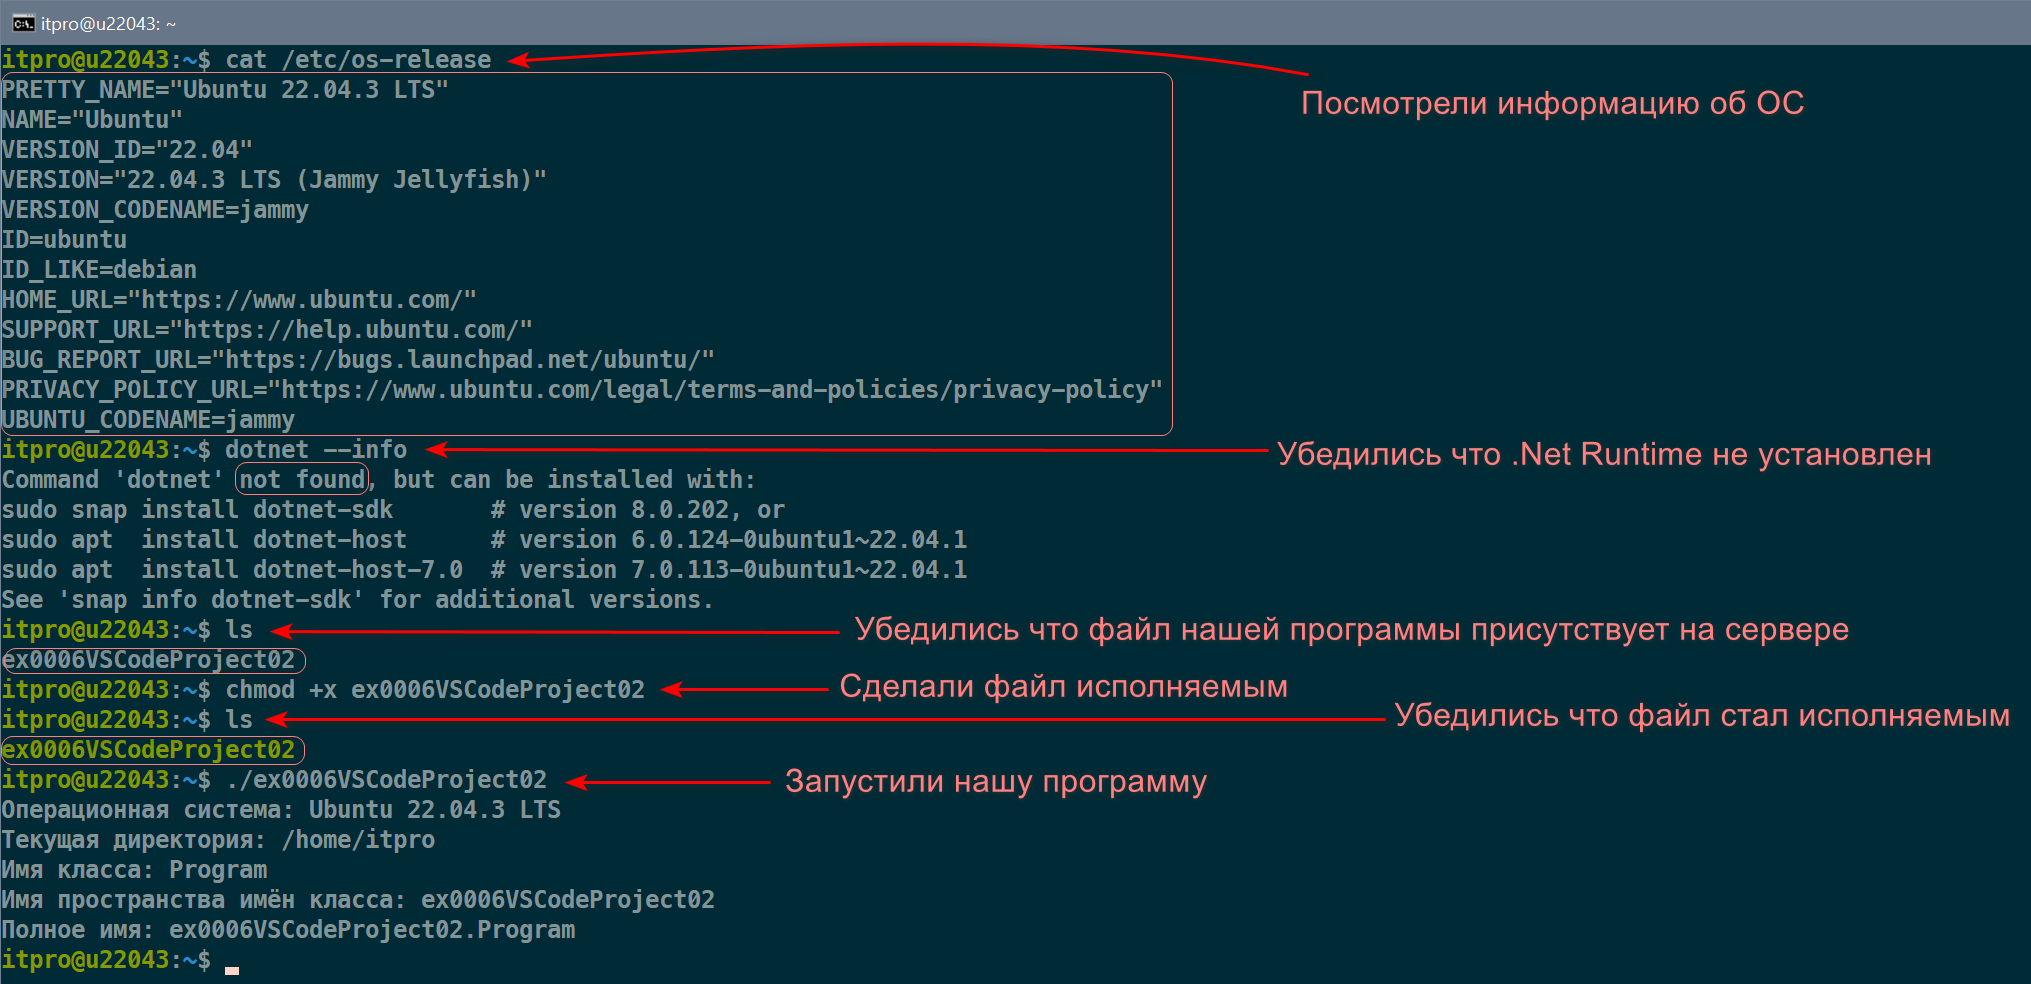 itpro@u22043: ~
itpro@u22043:~$ cat /etc/os-release
Посмотрели информацию об ОС
PRETTY_NAME="Ubuntu 22.04.3 LTS"
NAME="Ubuntu"
VERSION_ID="22.04"
VERSION="22.04.3 LTS (Jammy Jellyfish)"
VERSION_CODENAME=jammy
ID=ubuntu
ID_LIKE=debian
HOME_URL="https://www.ubuntu.com/"
SUPPORT_URL="https://help.ubuntu.com/"
BUG_REPORT_URL="https://bugs.launchpad.net/ubuntu/"
PRIVACY_POLICY_URL="https://www.ubuntu.com/legal/terms-and-policies/privacy-policy"
UBUNTU_CODENAME=jammy
itpro@u22043:~$ dotnet --info
Убедились что .Net Runtime не установлен
Command 'dotnet' not found, but can be installed with:
sudo snap install dotnet-sdk       # version 8.0.202, or
sudo apt  install dotnet-host      # version 6.0.124-0ubuntu1~22.04.1
sudo apt  install dotnet-host-7.0  # version 7.0.113-0ubuntu1~22.04.1
See 'snap info dotnet-sdk' for additional versions.
itpro@u22043:~$ ls
Убедились что файл нашей программы присутствует на сервере
ex0006VSCodeProject02
itpro@u22043:~$ chmod +x ex0006VSCodeProject02
Сделали файл исполняемым
itpro@u22043:~$ ls
Убедились что файл стал исполняемым
ex0006VSCodeProject02
itpro@u22043:~$ ./ex0006VSCodeProject02
Запустили нашу программу
Операционная система: Ubuntu 22.04.3 LTS
Текущая директория: /home/itpro
Имя класса: Program
Имя пространства имён класса: ex0006VSCodeProject02
Полное имя: ex0006VSCodeProject02.Program
itpro@u22043:~$